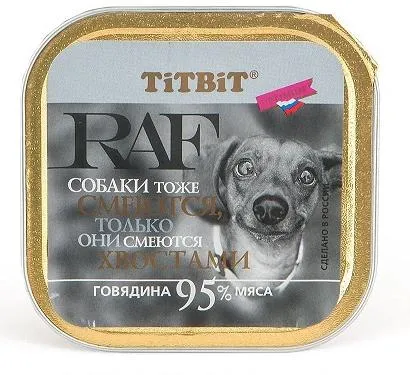 TiTBiT®
RAF
СОБАКИ ТОЖЕ
СМЕЮТСЯ,
ТОЛЬКО
ОНИ СМЕЮТСЯ
ХВОСТАМИ
ГОВЯДИНА 95% МЯСА
СДЕЛАНО В РОССИИ